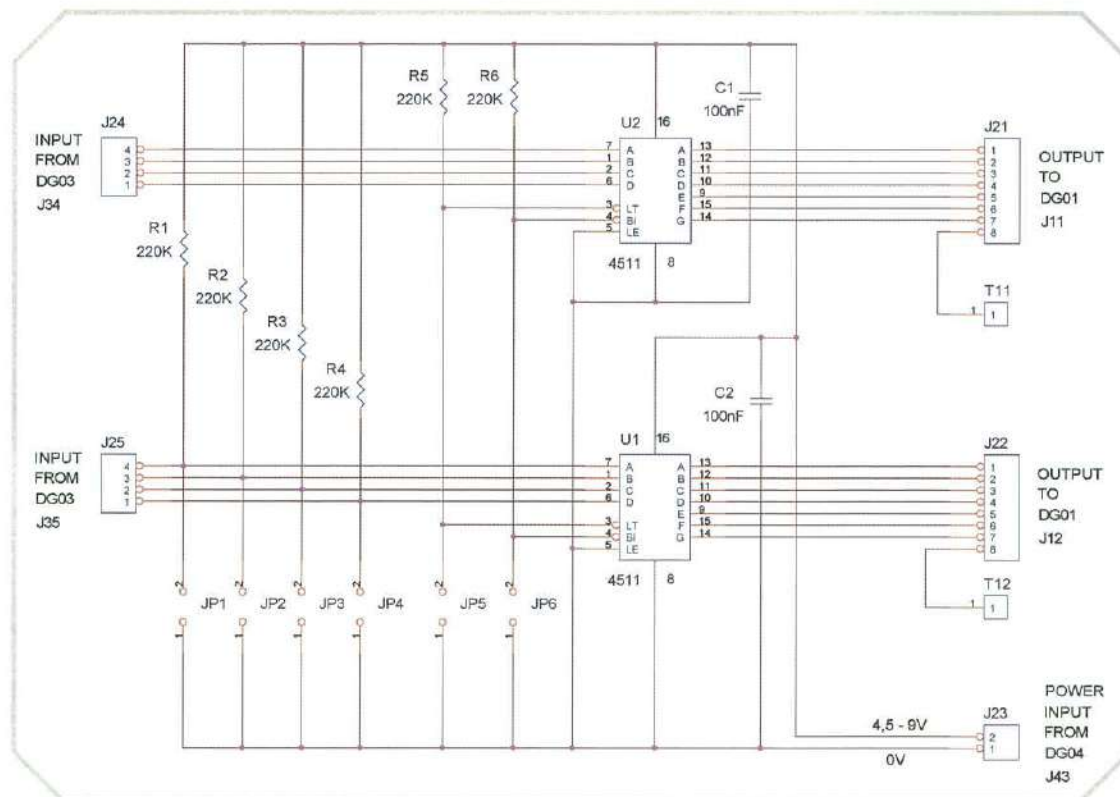 R5
220K
R6
220K
C1
100nF
J24
INPUT
FROM
DG03
J34
4
3
2
1
U2
16
7 A
1 B
2 C
6 D
3 LT
4 BI
5 LE
A 13
B 12
C 11
D 10
E 9
F 15
G 14
4511
8
J21
1
2
3
4
5
6
7
8
OUTPUT
TO
DG01
J11
T11
1 1
R1
220K
R2
220K
R3
220K
R4
220K
C2
100nF
J25
INPUT
FROM
DG03
J35
4
3
2
1
U1
16
7 A
1 B
2 C
6 D
3 LT
4 BI
5 LE
A 13
B 12
C 11
D 10
E 9
F 15
G 14
4511
8
J22
1
2
3
4
5
6
7
8
OUTPUT
TO
DG01
J12
T12
1 1
2 2 2 2 2 2
JP1 JP2 JP3 JP4 JP5 JP6
1 1 1 1 1 1
4,5 - 9V
0V
J23
2
1
POWER
INPUT
FROM
DG04
J43